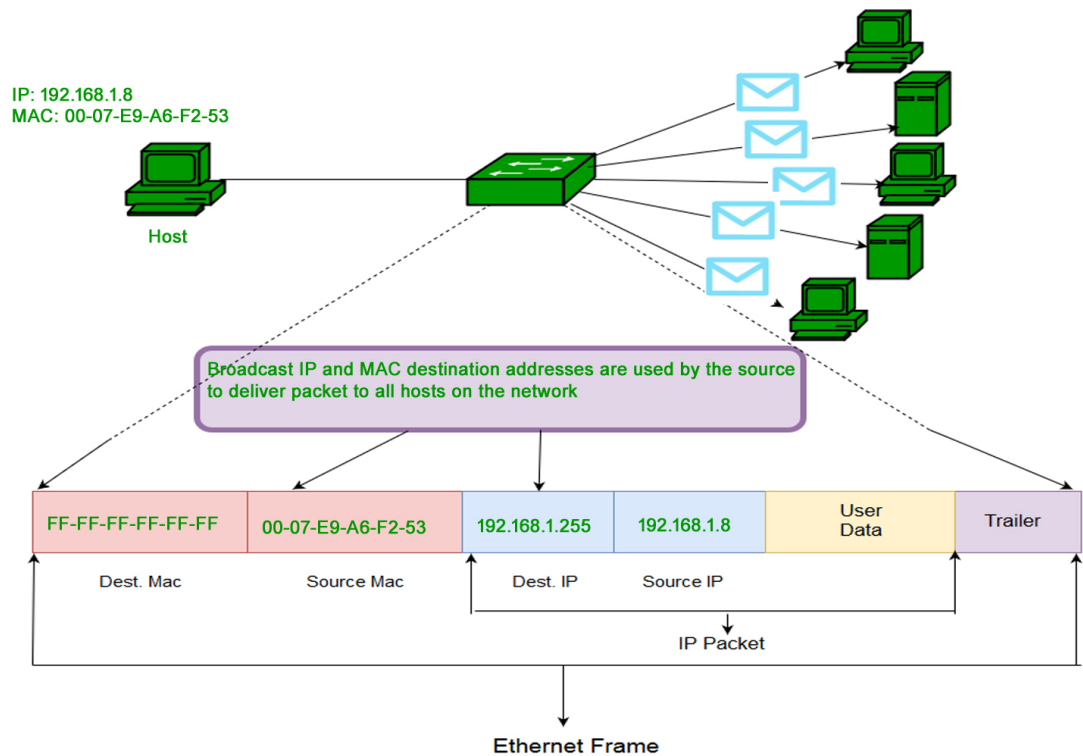 IP: 192.168.1.8
MAC: 00-07-E9-A6-F2-53
Host
Broadcast IP and MAC destination addresses are used by the source
to deliver packet to all hosts on the network
FF-FF-FF-FF-FF-FF
00-07-E9-A6-F2-53
192.168.1.255
192.168.1.8
User
Data
Trailer
Dest. Mac
Source Mac
Dest. IP
Source IP
IP Packet
Ethernet Frame